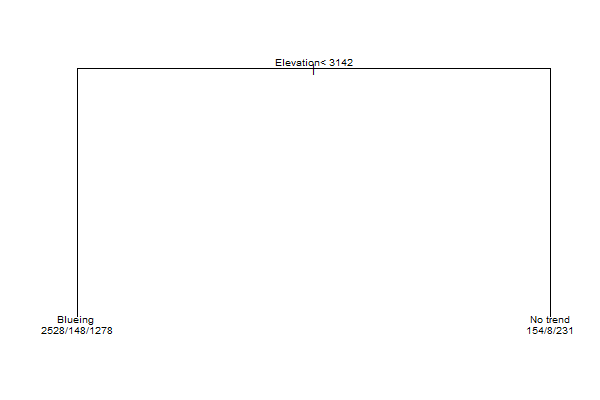 Elevation< 3142
Blueing
2528/148/1278
No trend
154/8/231